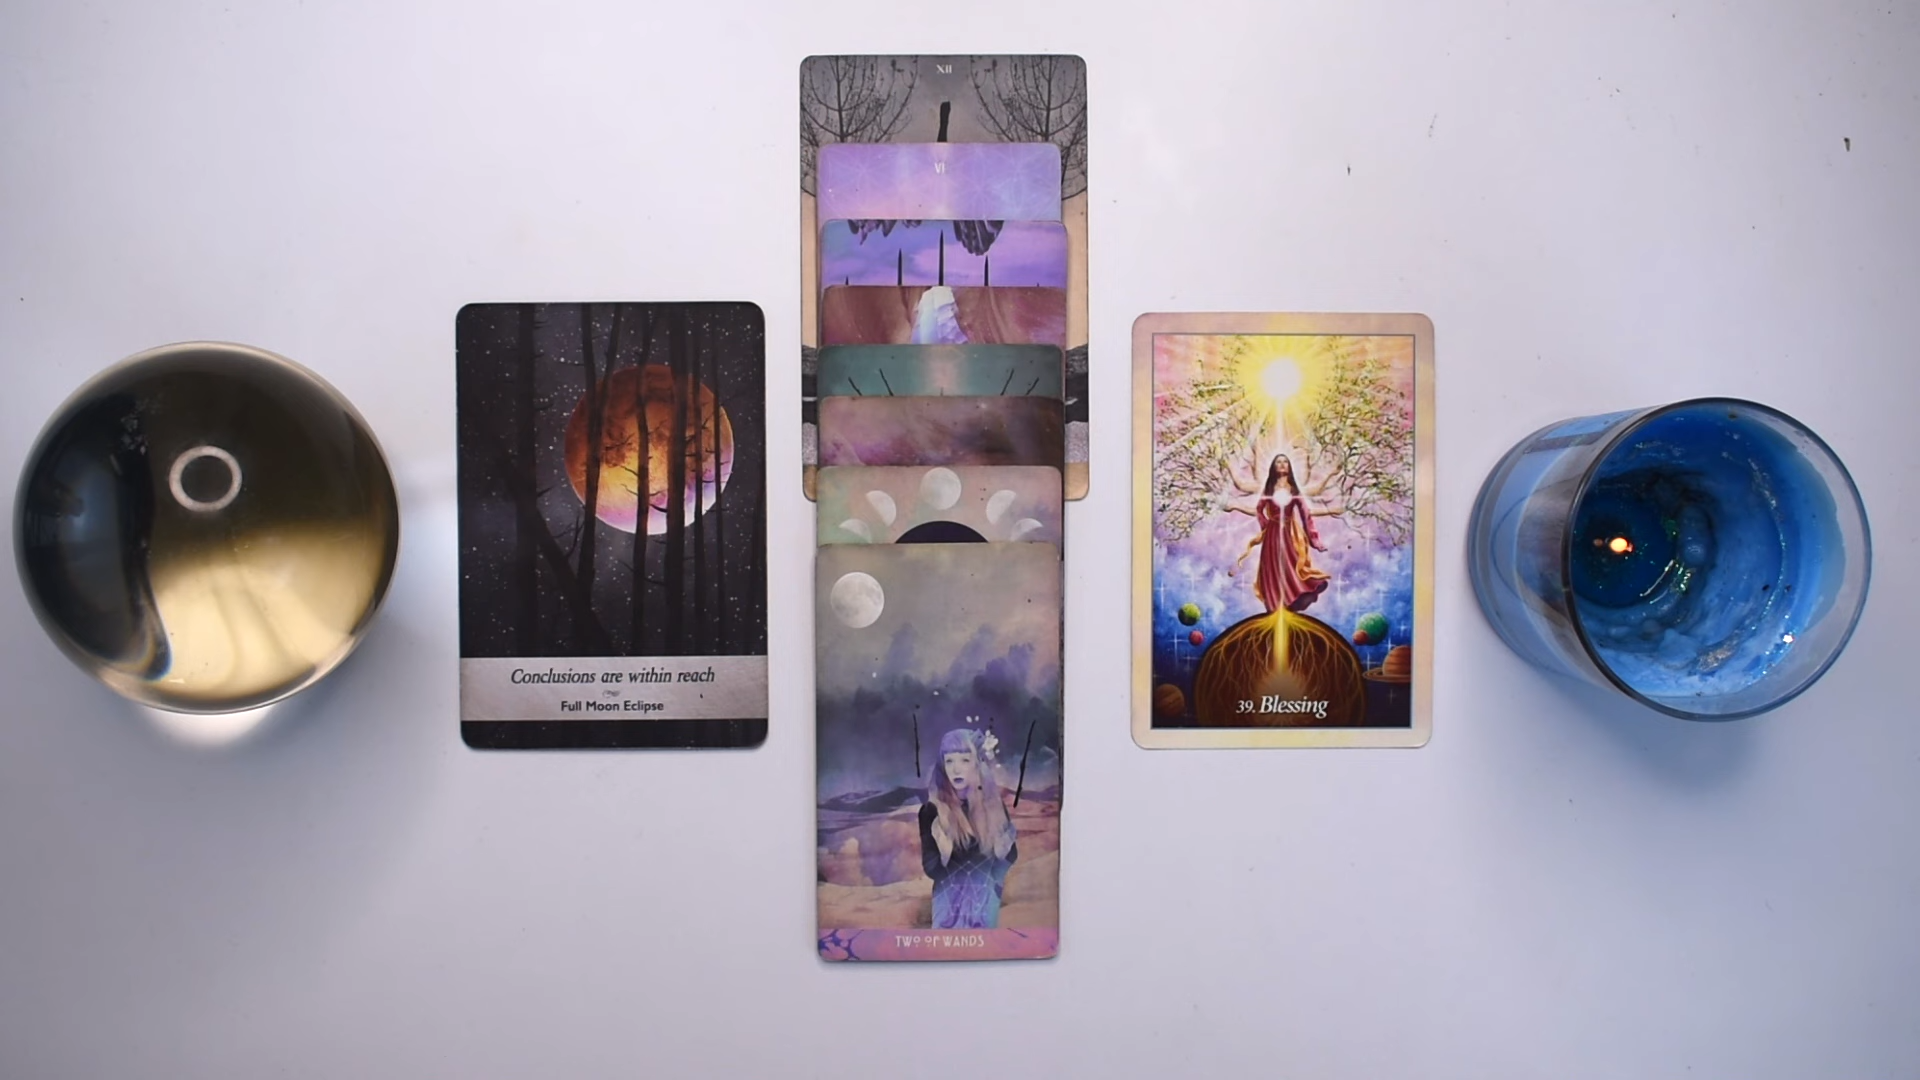 XII
VI
Conclusions are within reach
Full Moon Eclipse
39. Blessing
TWO OF WANDS